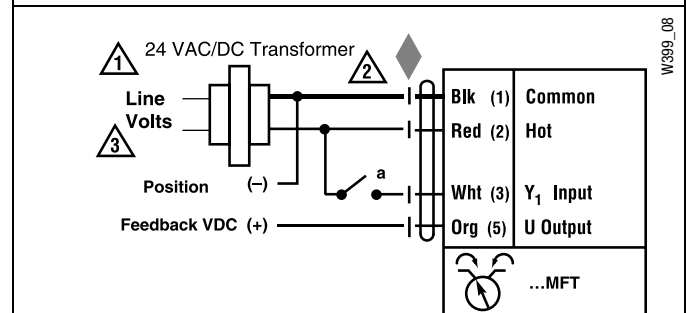 W399_08
1 24 VAC/DC Transformer 2
Line
Volts
3
Blk (1) Common
Red (2) Hot
a
Position (–)
Wht (3) Y1 Input
Feedback VDC (+)
Org (5) U Output
...MFT